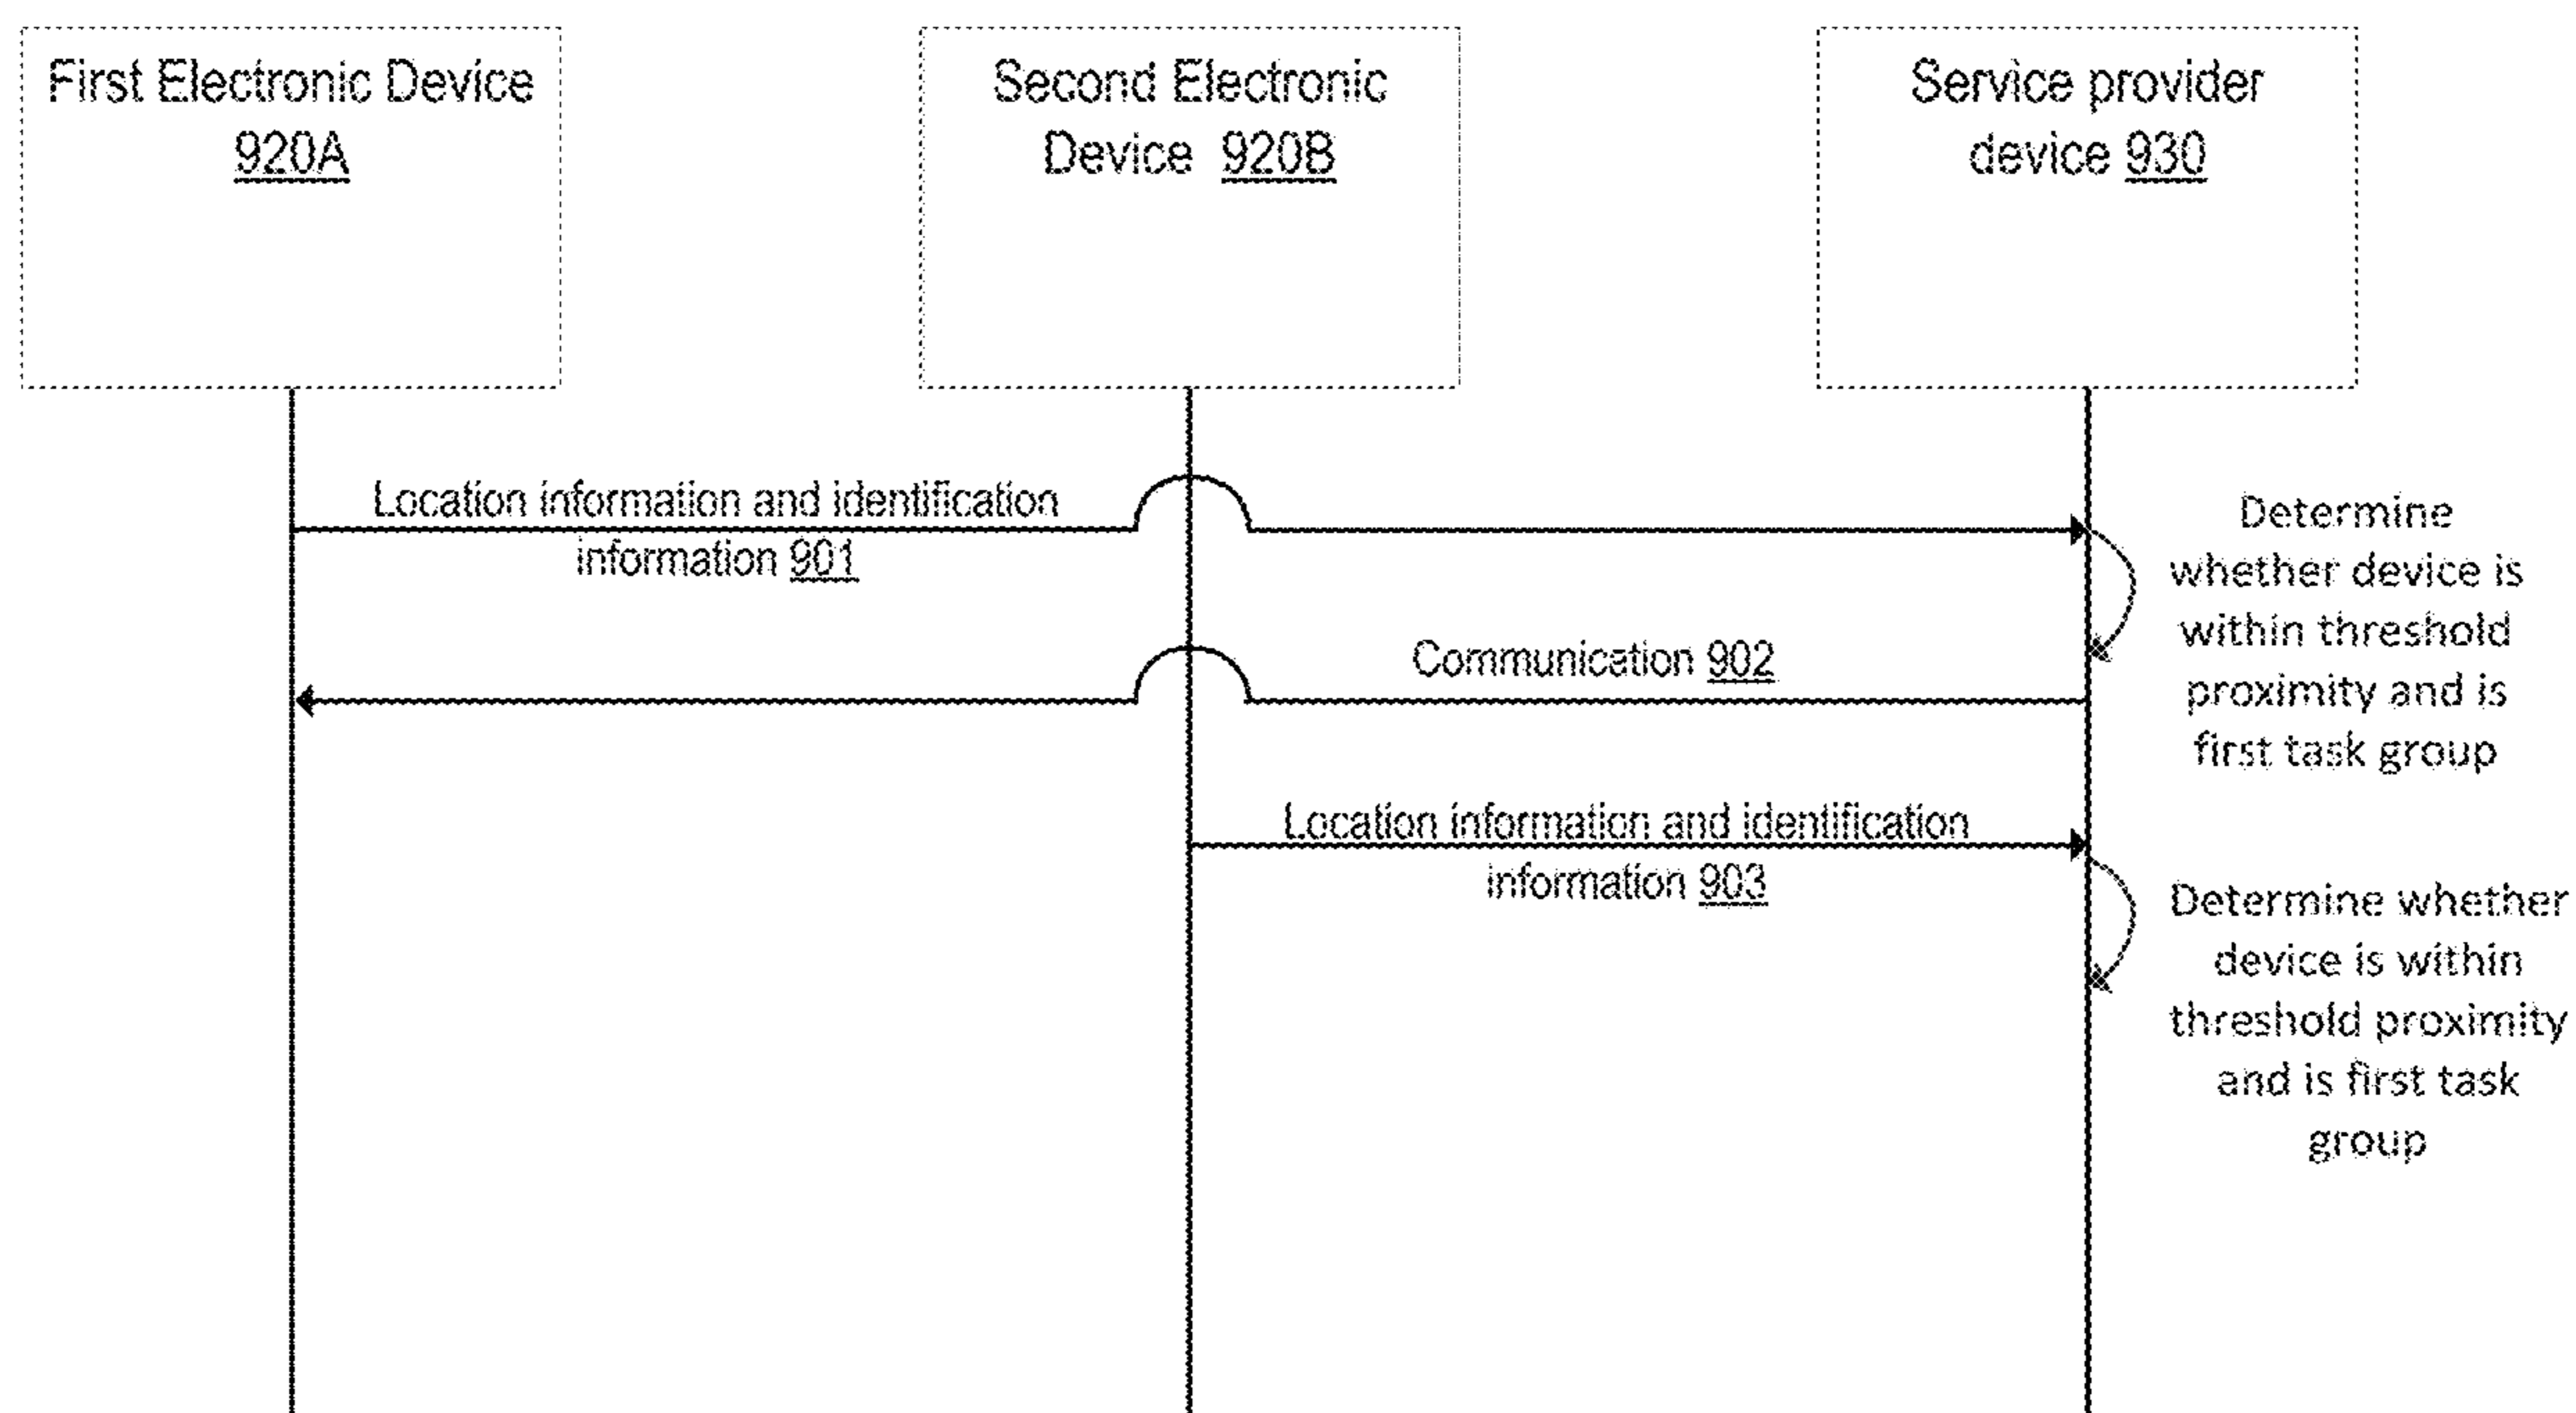 First Electronic Device
920A
Second Electronic
Device 920B
Service provider
device 930
Location information and identification
information 901
Determine
whether device is
within threshold
proximity and is
first task group
Communication 902
Location information and identification
information 903
Determine whether
device is within
threshold proximity
and is first task
group